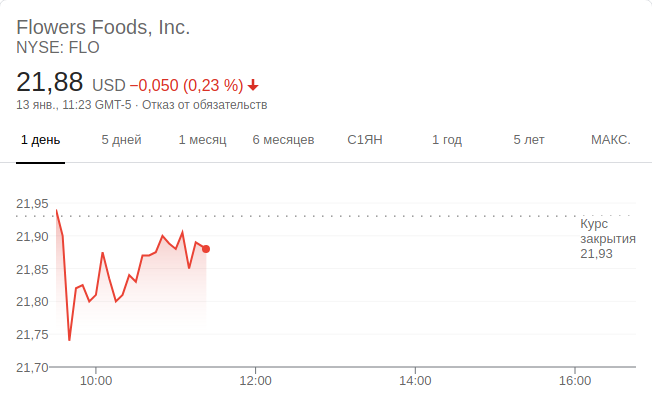 Flowers Foods, Inc.
NYSE: FLO
21,88 USD −0,050 (0,23 %)
13 янв., 11:23 GMT-5 · Отказ от обязательств
1 день 5 дней 1 месяц 6 месяцев С1ЯН 1 год 5 лет МАКС.
21,95
Курс
закрытия
21,93
21,90
21,85
21,80
21,75
21,70
10:00 12:00 14:00 16:00